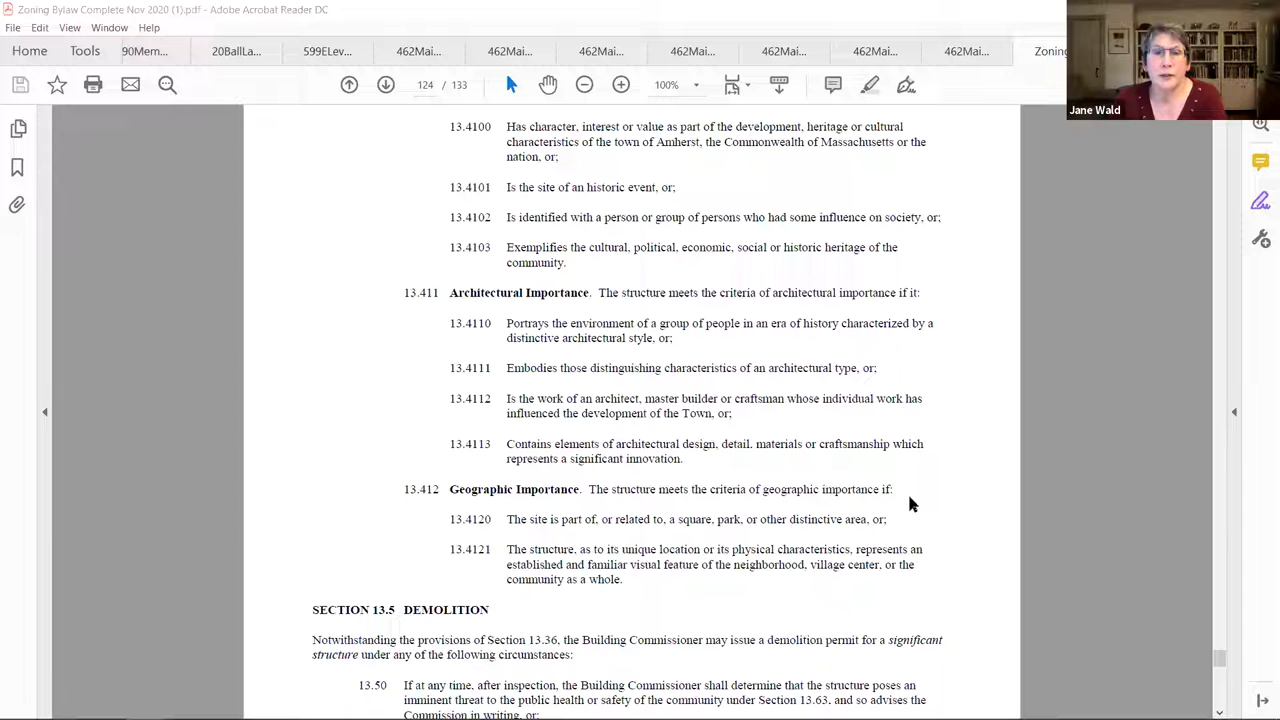 Zoning Bylaw Complete Nov 2020 (1).pdf - Adobe Acrobat Reader DC
File Edit View Window Help
Home Tools 90Mem... 20BallLa... 599ELev... 462Mai... 462Mai... 462Mai... 462Mai... 462Mai... 462Mai... 462Mai... Zoning
124 / 133 100%
Jane Wald
13.4100 Has character, interest or value as part of the development, heritage or cultural
characteristics of the town of Amherst, the Commonwealth of Massachusetts or the
nation, or;
13.4101 Is the site of an historic event, or;
13.4102 Is identified with a person or group of persons who had some influence on society, or;
13.4103 Exemplifies the cultural, political, economic, social or historic heritage of the
community.
13.411 Architectural Importance. The structure meets the criteria of architectural importance if it:
13.4110 Portrays the environment of a group of people in an era of history characterized by a
distinctive architectural style, or;
13.4111 Embodies those distinguishing characteristics of an architectural type, or;
13.4112 Is the work of an architect, master builder or craftsman whose individual work has
influenced the development of the Town, or;
13.4113 Contains elements of architectural design, detail, materials or craftsmanship which
represents a significant innovation.
13.412 Geographic Importance. The structure meets the criteria of geographic importance if:
13.4120 The site is part of, or related to, a square, park, or other distinctive area, or;
13.4121 The structure, as to its unique location or its physical characteristics, represents an
established and familiar visual feature of the neighborhood, village center, or the
community as a whole.
SECTION 13.5 DEMOLITION
Notwithstanding the provisions of Section 13.36, the Building Commissioner may issue a demolition permit for a significant
structure under any of the following circumstances:
13.50 If at any time, after inspection, the Building Commissioner shall determine that the structure poses an
imminent threat to the public health or safety of the community under Section 13.63, and so advises the
Commission in writing, or;